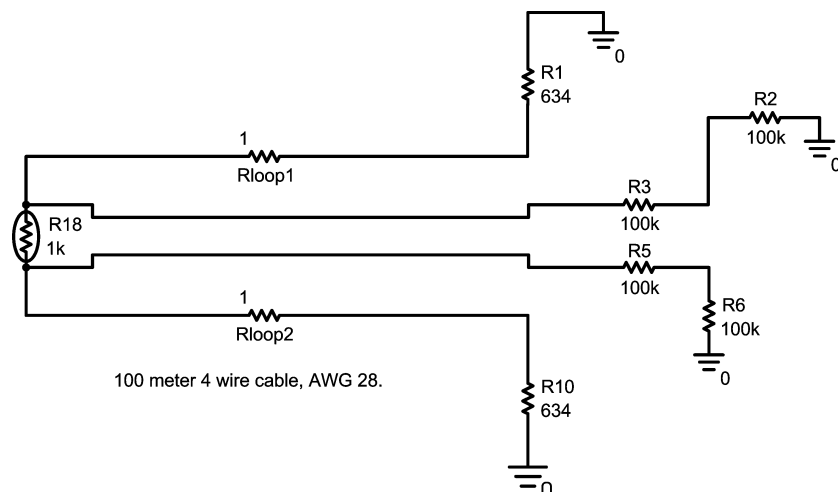 0
R1
634
R2
100k
0
1
Rloop1
R3
100k
R18
1k
R5
100k
1
Rloop2
R6
100k
0
100 meter 4 wire cable, AWG 28.
R10
634
0